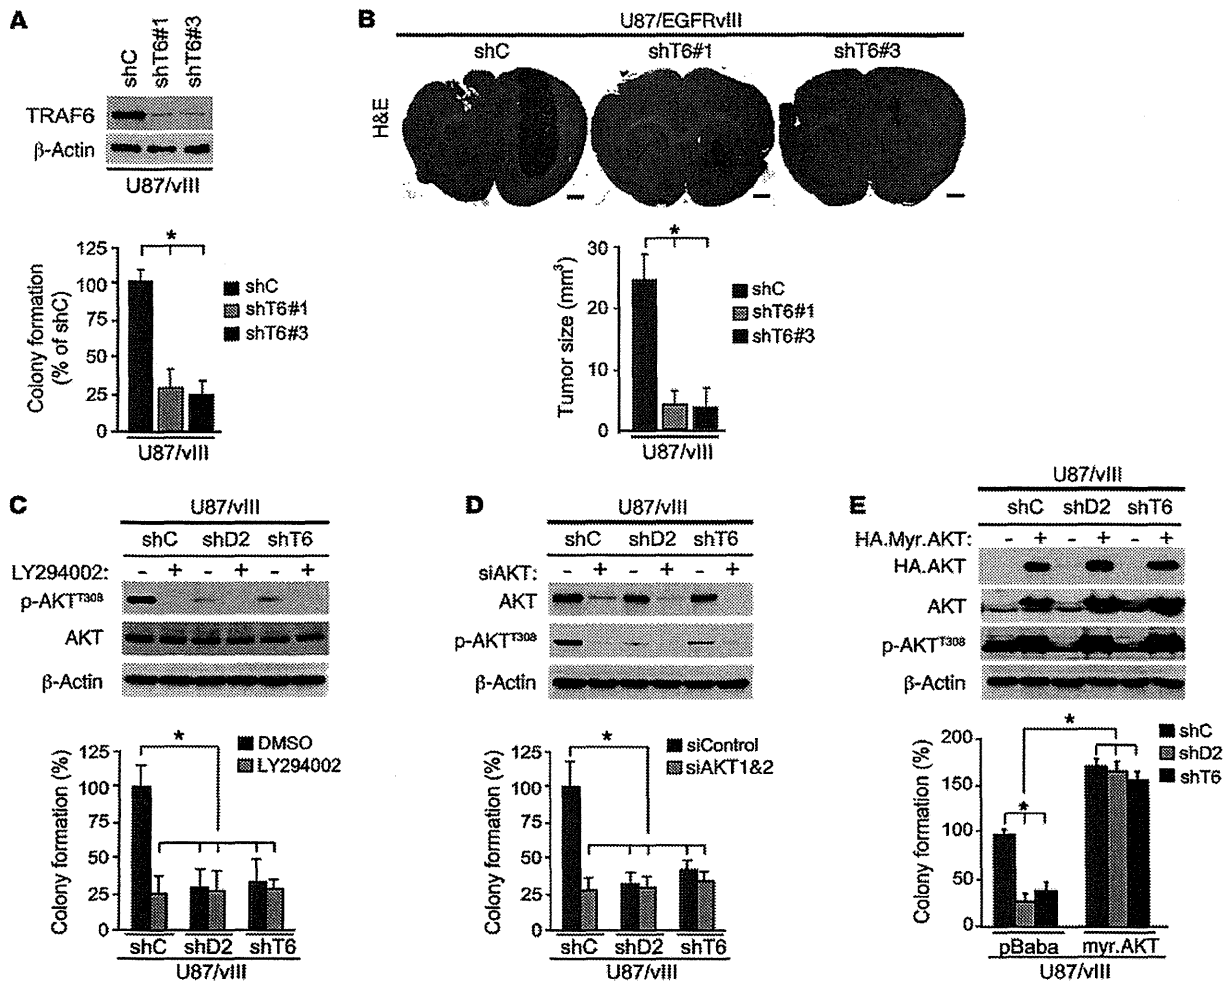 A
shC
shT6#1
shT6#3
TRAF6
β-Actin
U87/vIII
Colony formation
(% of shC)
125
100
75
50
25
0
*
shC
shT6#1
shT6#3
U87/vIII
B
U87/EGFRvIII
shC shT6#1 shT6#3
H&E
Tumor size (mm³)
30
20
10
0
*
shC
shT6#1
shT6#3
U87/vIII
C
U87/vIII
shC shD2 shT6
LY294002: - + - + - +
p-AKTᵀ³⁰⁸
AKT
β-Actin
Colony formation (%)
125
100
75
50
25
0
*
DMSO
LY294002
shC shD2 shT6
U87/vIII
D
U87/vIII
shC shD2 shT6
siAKT: - + - + - +
AKT
p-AKTᵀ³⁰⁸
β-Actin
Colony formation (%)
125
100
75
50
25
0
*
siControl
siAKT1&2
shC shD2 shT6
U87/vIII
E
U87/vIII
shC shD2 shT6
HA.Myr.AKT: - + - + - +
HA.AKT
AKT
p-AKTᵀ³⁰⁸
β-Actin
Colony formation (%)
200
150
100
50
0
*
*
shC
shD2
shT6
pBaba myr.AKT
U87/vIII